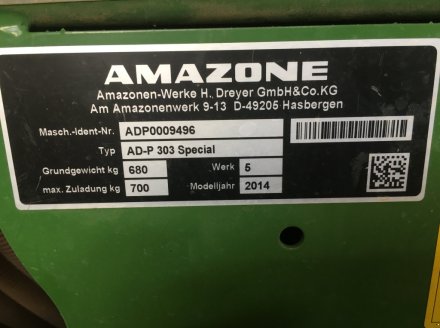 AMAZONE
Amazonen-Werke H. Dreyer GmbH&Co.KG
Am Amazonenwerk 9-13 D-49205 Hasbergen
Masch.-Ident-Nr. ADP0009496
Typ AD-P 303 Special
Grundgewicht kg 680 Werk 5
max. Zuladung kg 700 Modelljahr 2014